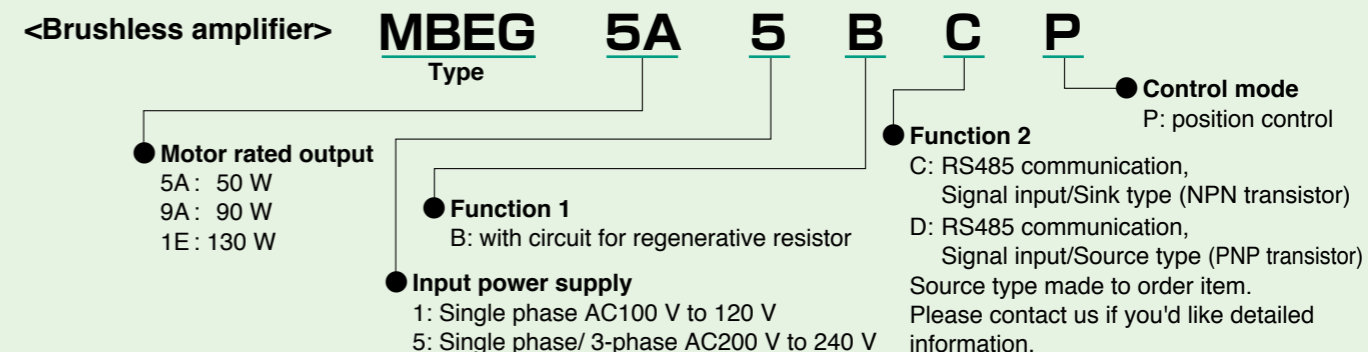 <Brushless amplifier> MBEG 5A 5 B C P
Type
Control mode
P: position control
Motor rated output
5A: 50 W
9A: 90 W
1E: 130 W
Function 1
B: with circuit for regenerative resistor
Input power supply
1: Single phase AC100 V to 120 V
5: Single phase/ 3-phase AC200 V to 240 V
Function 2
C: RS485 communication,
Signal input/Sink type (NPN transistor)
D: RS485 communication,
Signal input/Source type (PNP transistor)
Source type made to order item.
Please contact us if you'd like detailed
information.